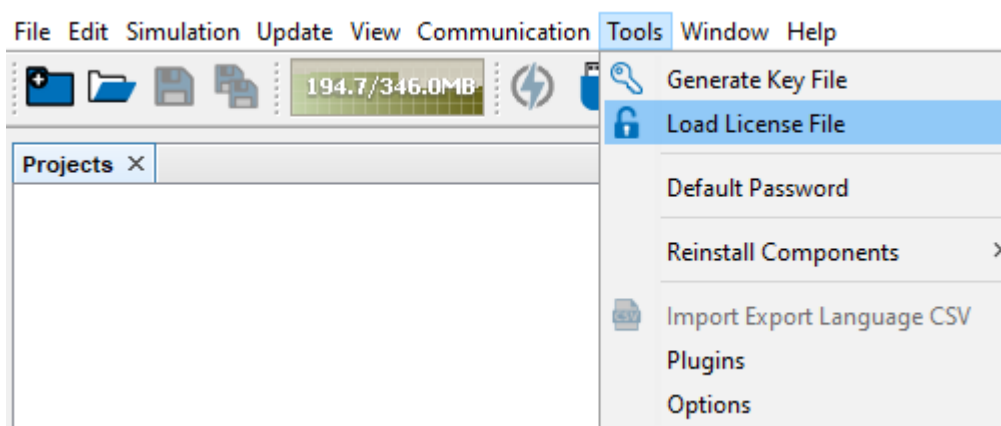 File Edit Simulation Update View Communication Tools Window Help
194.7/346.0MB
Generate Key File
Load License File
Projects
Default Password
Reinstall Components
CSV
Import Export Language CSV
Plugins
Options